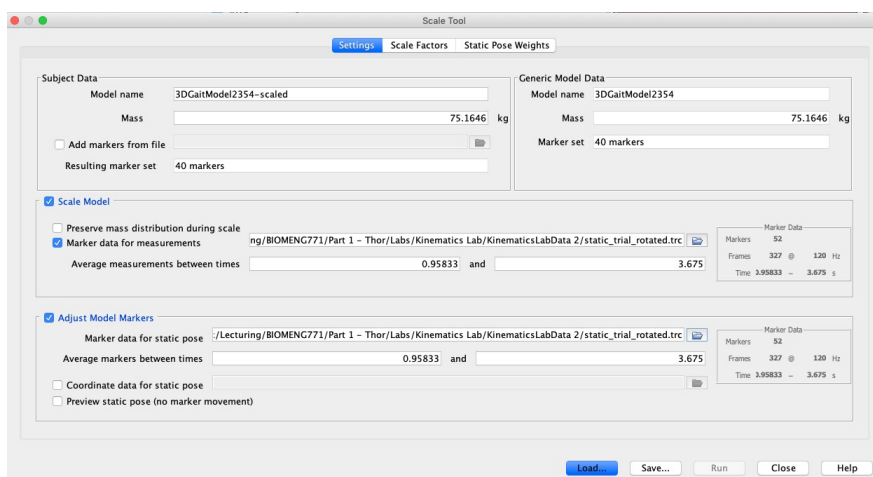 Scale Tool
Settings Scale Factors Static Pose Weights
Subject Data
Model name 3DGaitModel2354-scaled
Mass 75.1646 kg
Add markers from file
Resulting marker set 40 markers
Generic Model Data
Model name 3DGaitModel2354
Mass 75.1646 kg
Marker set 40 markers
Scale Model
Preserve mass distribution during scale
Marker data for measurements ng/BIOMENG771/Part 1 - Thor/Labs/Kinematics Lab/KinematicsLabData 2/static_trial_rotated.trc
Average measurements between times 0.95833 and 3.675
Marker Data
Markers 52
Frames 327 @ 120 Hz
Time 3.95833 - 3.675 s
Adjust Model Markers
Marker data for static pose :/Lecturing/BIOMENG771/Part 1 - Thor/Labs/Kinematics Lab/KinematicsLabData 2/static_trial_rotated.trc
Average markers between times 0.95833 and 3.675
Coordinate data for static pose
Preview static pose (no marker movement)
Marker Data
Markers 52
Frames 327 @ 120 Hz
Time 3.95833 - 3.675 s
Load... Save... Run Close Help